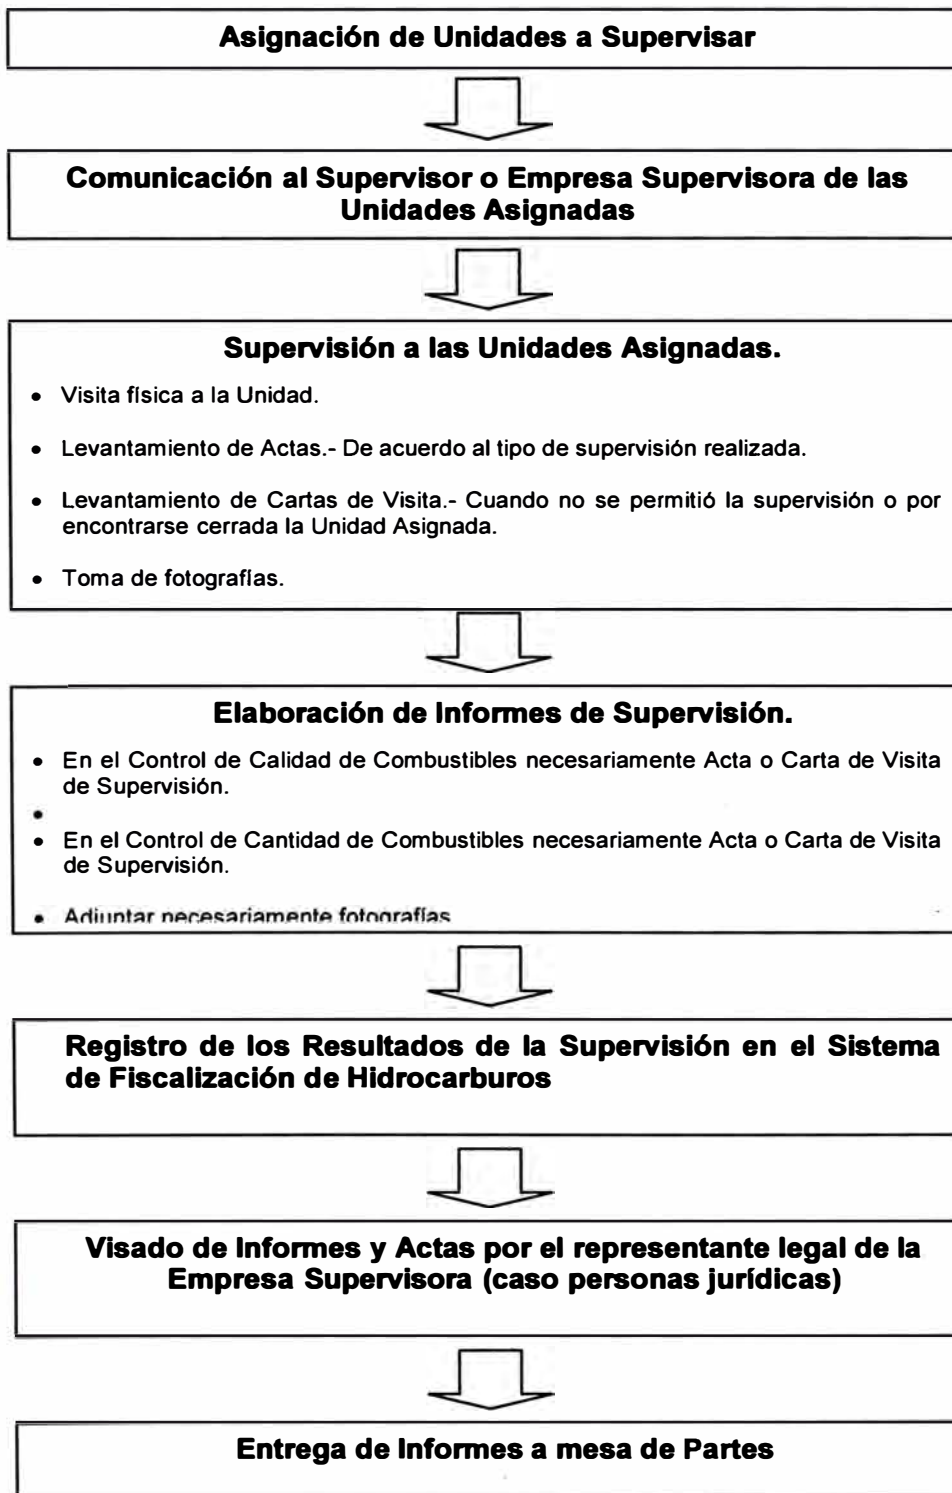 Asignación de Unidades a Supervisar
Comunicación al Supervisor o Empresa Supervisora de las
Unidades Asignadas
Supervisión a las Unidades Asignadas.
• Visita física a la Unidad.
• Levantamiento de Actas.- De acuerdo al tipo de supervisión realizada.
• Levantamiento de Cartas de Visita.- Cuando no se permitió la supervisión o por
encontrarse cerrada la Unidad Asignada.
• Toma de fotografías.
Elaboración de Informes de Supervisión.
• En el Control de Calidad de Combustibles necesariamente Acta o Carta de Visita
de Supervisión.
•
• En el Control de Cantidad de Combustibles necesariamente Acta o Carta de Visita
de Supervisión.
• Adjuntar necesariamente fotografías
Registro de los Resultados de la Supervisión en el Sistema
de Fiscalización de Hidrocarburos
Visado de Informes y Actas por el representante legal de la
Empresa Supervisora (caso personas jurídicas)
Entrega de Informes a mesa de Partes